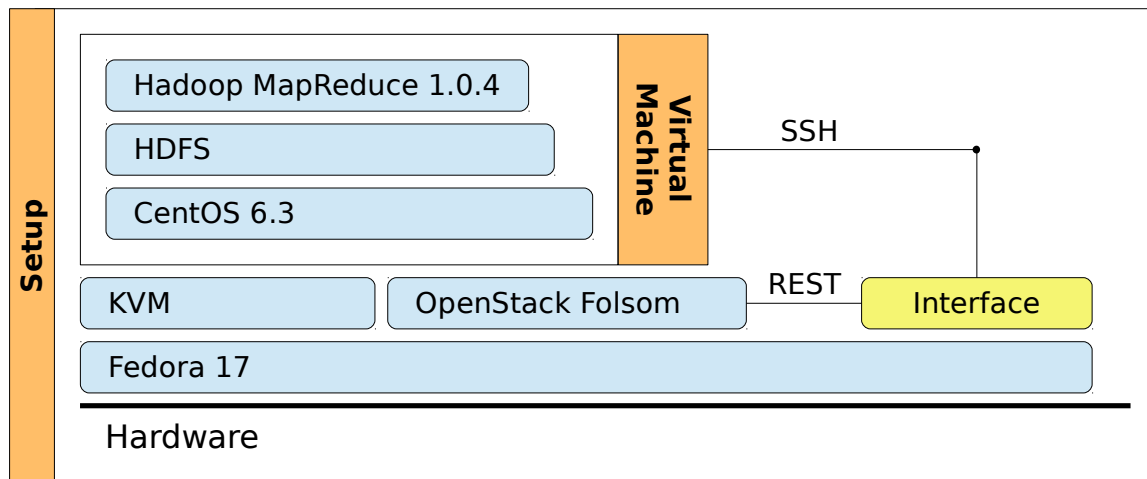 Setup
Hadoop MapReduce 1.0.4
HDFS
CentOS 6.3
Virtual
Machine
SSH
KVM
OpenStack Folsom
REST
Interface
Fedora 17
Hardware